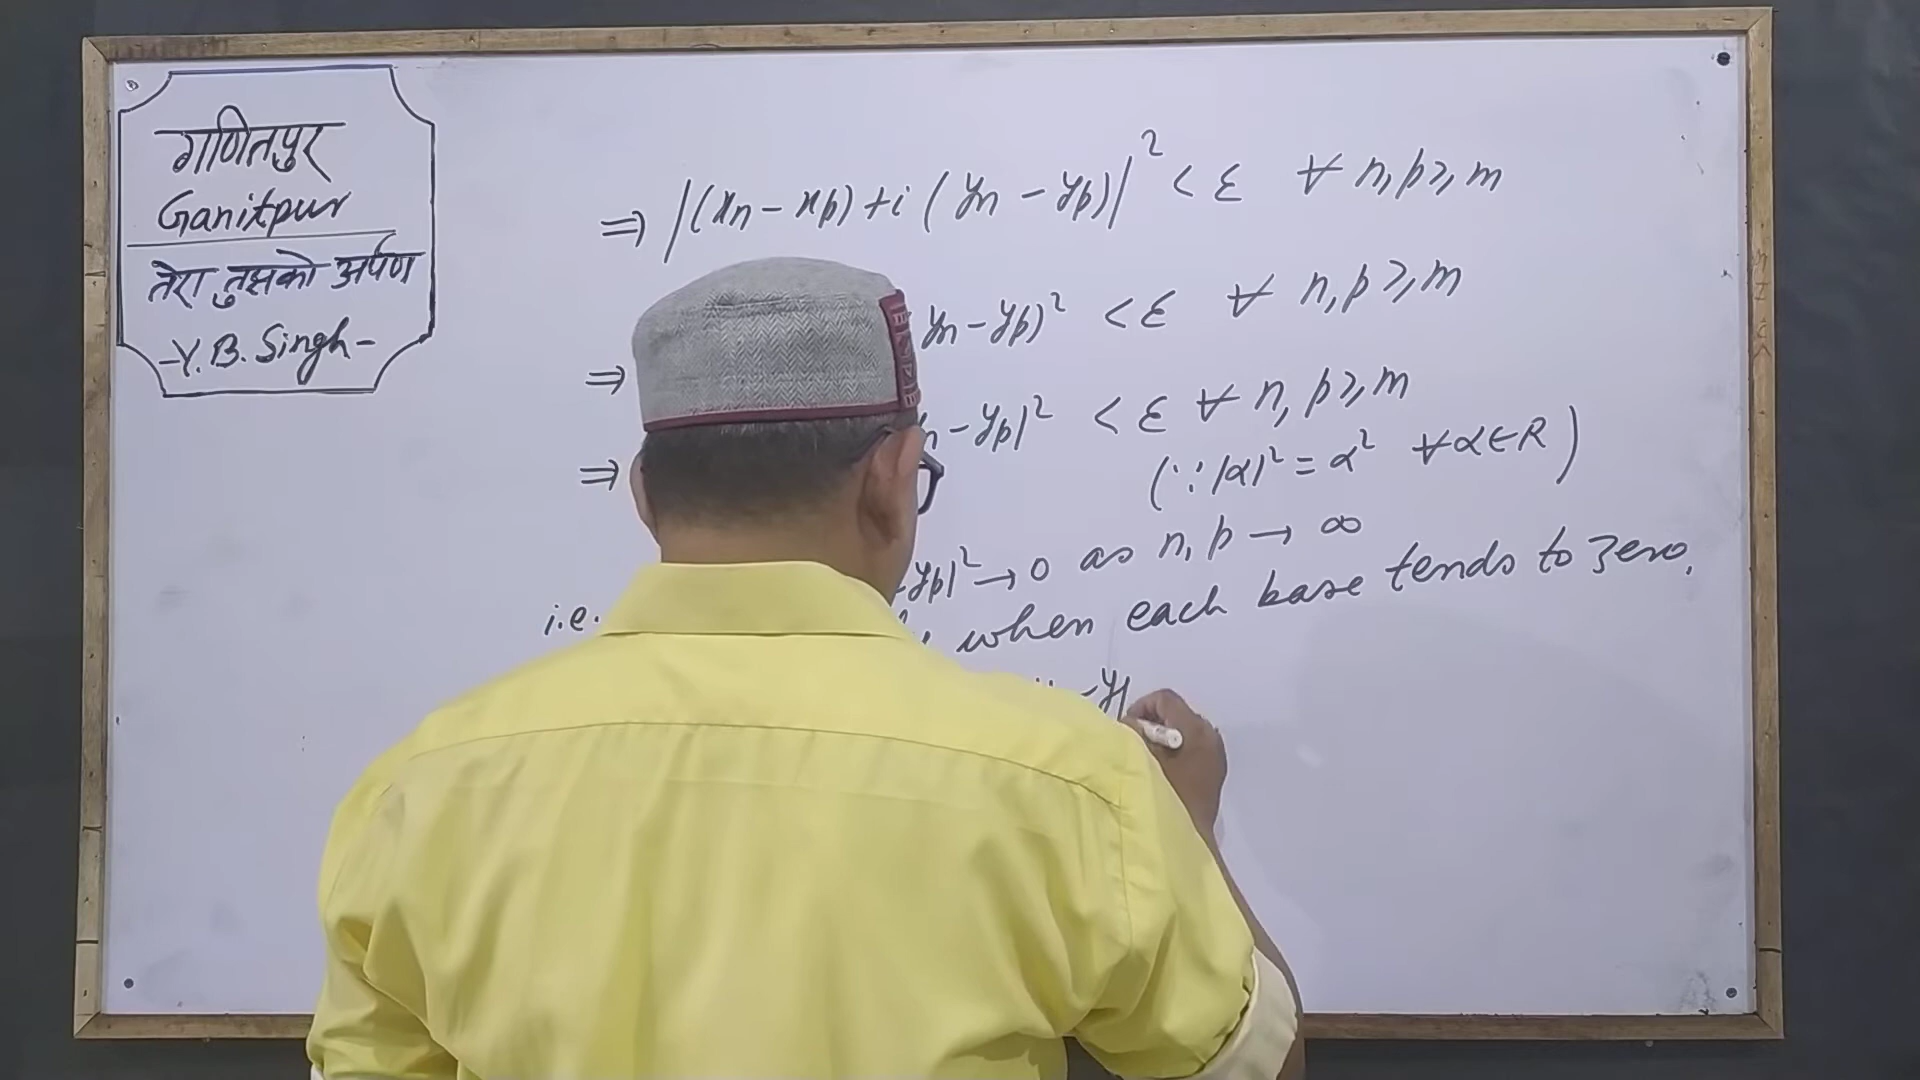 गणितपुर
Ganitpur
तेरा तुझको अर्पण
-Y. B. Singh-
⇒ |(xn - xp) + i (yn - yp)|² < ε ∀ n, p ≥, m
⇒ yn - yp)² < ε ∀ n, p ≥, m
⇒ n - yp|² < ε ∀ n, p ≥, m
(∵ |α|² = α² ∀ α ∈ R)
i.e. - yp|² → 0 as n, p → ∞
when each base tends to zero.
- y